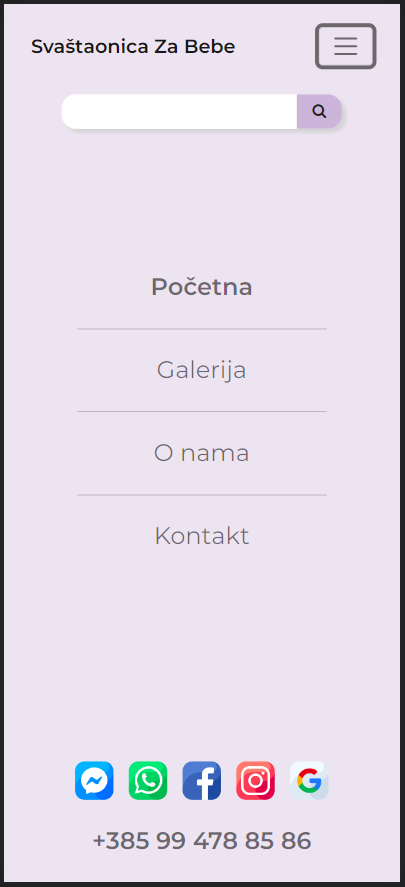 Svaštaonica Za Bebe
Početna
Galerija
O nama
Kontakt
+385 99 478 85 86